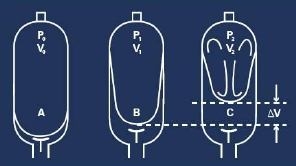 P₀ P₁ P₂
V₀ V₁ V₂
A B C
ΔV